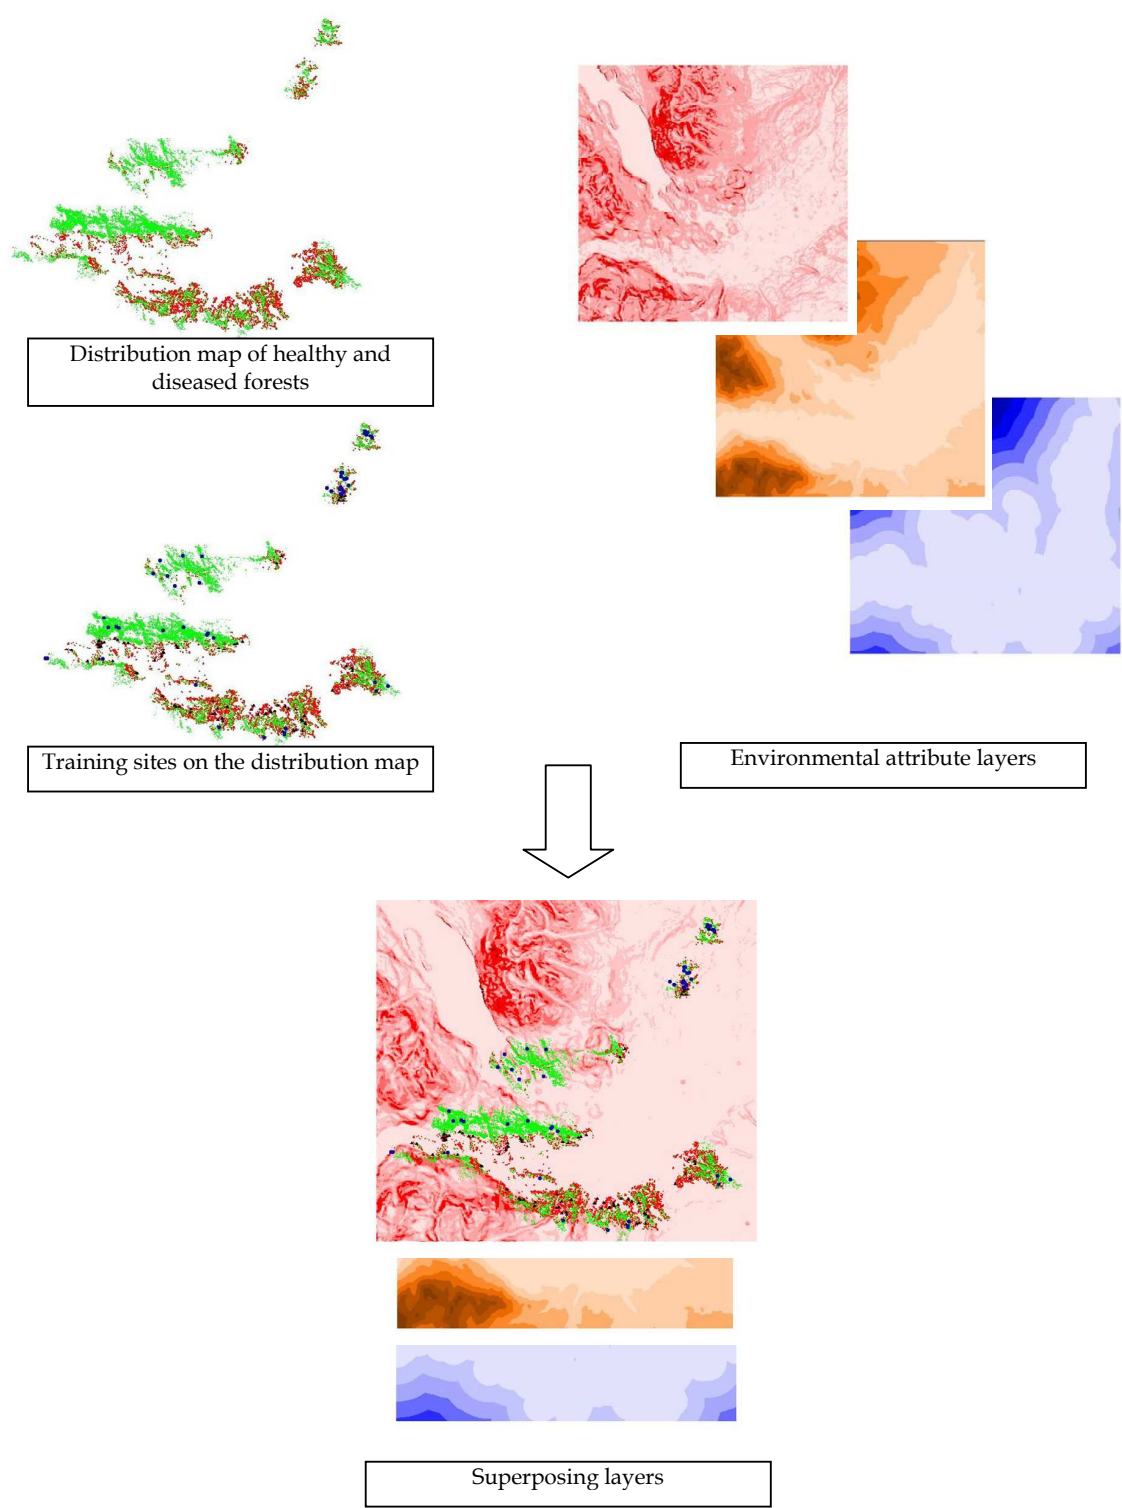 Distribution map of healthy and
diseased forests
Training sites on the distribution map
Environmental attribute layers
Superposing layers